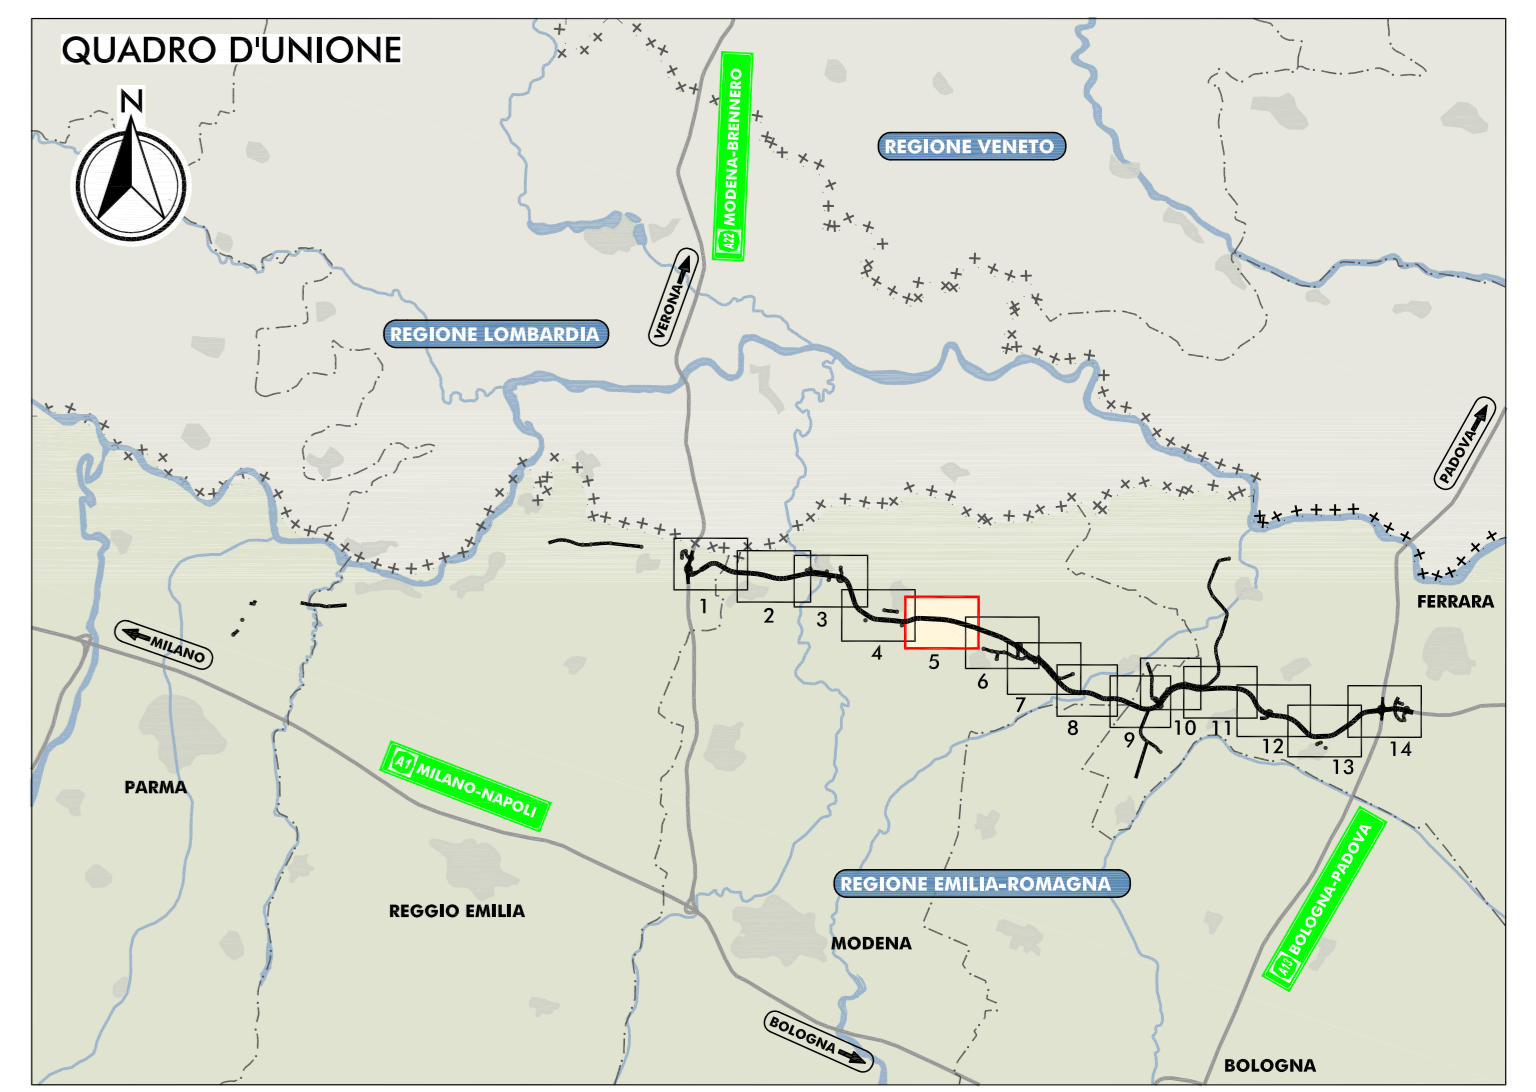 QUADRO D'UNIONE
N
A22 MODENA-BRENNERO
REGIONE VENETO
VERONA
REGIONE LOMBARDIA
PADOVA
FERRARA
1
2
3
4
5
6
7
8
9
10
11
12
13
14
MILANO
PARMA
A1 MILANO-NAPOLI
REGGIO EMILIA
REGIONE EMILIA-ROMAGNA
MODENA
A13 BOLOGNA-PADOVA
BOLOGNA
BOLOGNA